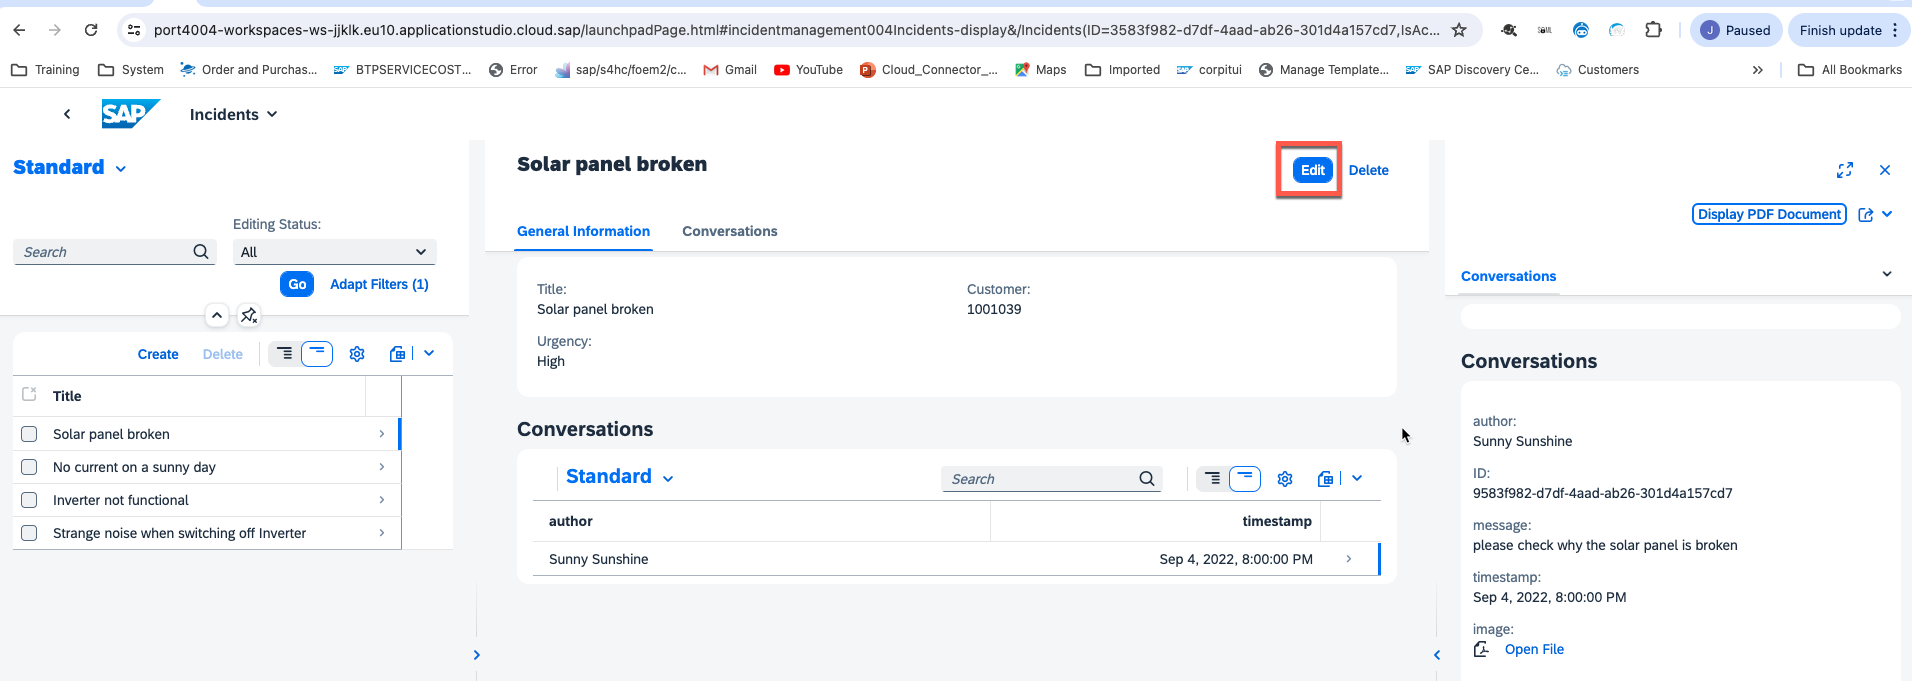 port4004-workspaces-ws-jjklk.eu10.applicationstudio.cloud.sap/launchpadPage.html#incidentmanagement004Incidents-display&/Incidents(ID=3583f982-d7df-4aad-ab26-301d4a157cd7,IsAc...
J Paused
Finish update
Training
System
Order and Purchas...
BTPSERVICECOST...
Error
sap/s4hc/foem2/c...
Gmail
YouTube
Cloud_Connector_...
Maps
Imported
corpitui
Manage Template...
SAP Discovery Ce...
Customers
All Bookmarks
SAP
Incidents
Standard
Editing Status:
Search
All
Go
Adapt Filters (1)
Create
Delete
Title
Solar panel broken
No current on a sunny day
Inverter not functional
Strange noise when switching off Inverter
Solar panel broken
Edit
Delete
General Information
Conversations
Title:
Solar panel broken
Customer:
1001039
Urgency:
High
Conversations
Standard
Search
author
timestamp
Sunny Sunshine
Sep 4, 2022, 8:00:00 PM
Display PDF Document
Conversations
Conversations
author:
Sunny Sunshine
ID:
9583f982-d7df-4aad-ab26-301d4a157cd7
message:
please check why the solar panel is broken
timestamp:
Sep 4, 2022, 8:00:00 PM
image:
Open File